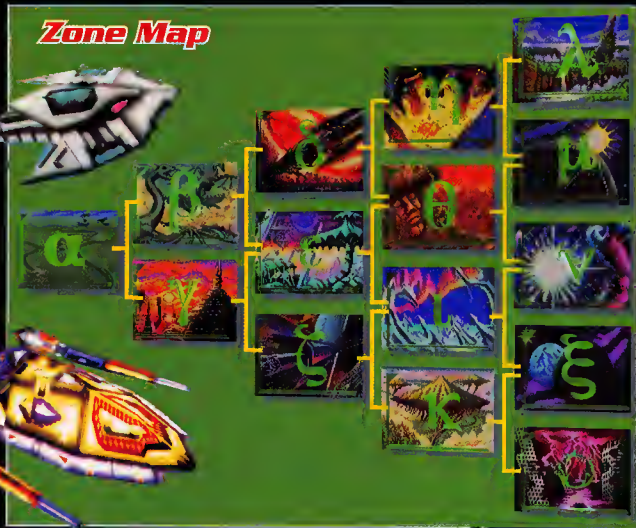 Zone Map
α
β
γ
δ
ε
ζ
η
θ
ι
κ
λ
μ
ν
ξ
ο